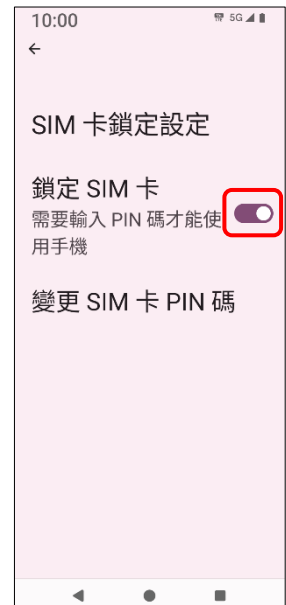 10:00 5G
SIM 卡鎖定設定
鎖定 SIM 卡
需要輸入 PIN 碼才能使
用手機
變更 SIM 卡 PIN 碼